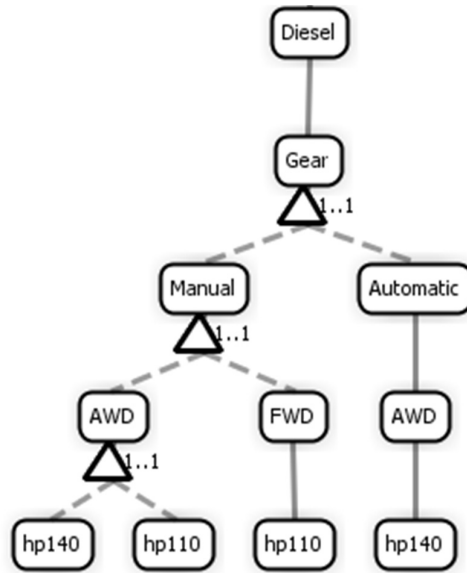 Diesel
Gear
1..1
Manual
Automatic
1..1
AWD
FWD
AWD
1..1
hp140
hp110
hp110
hp140